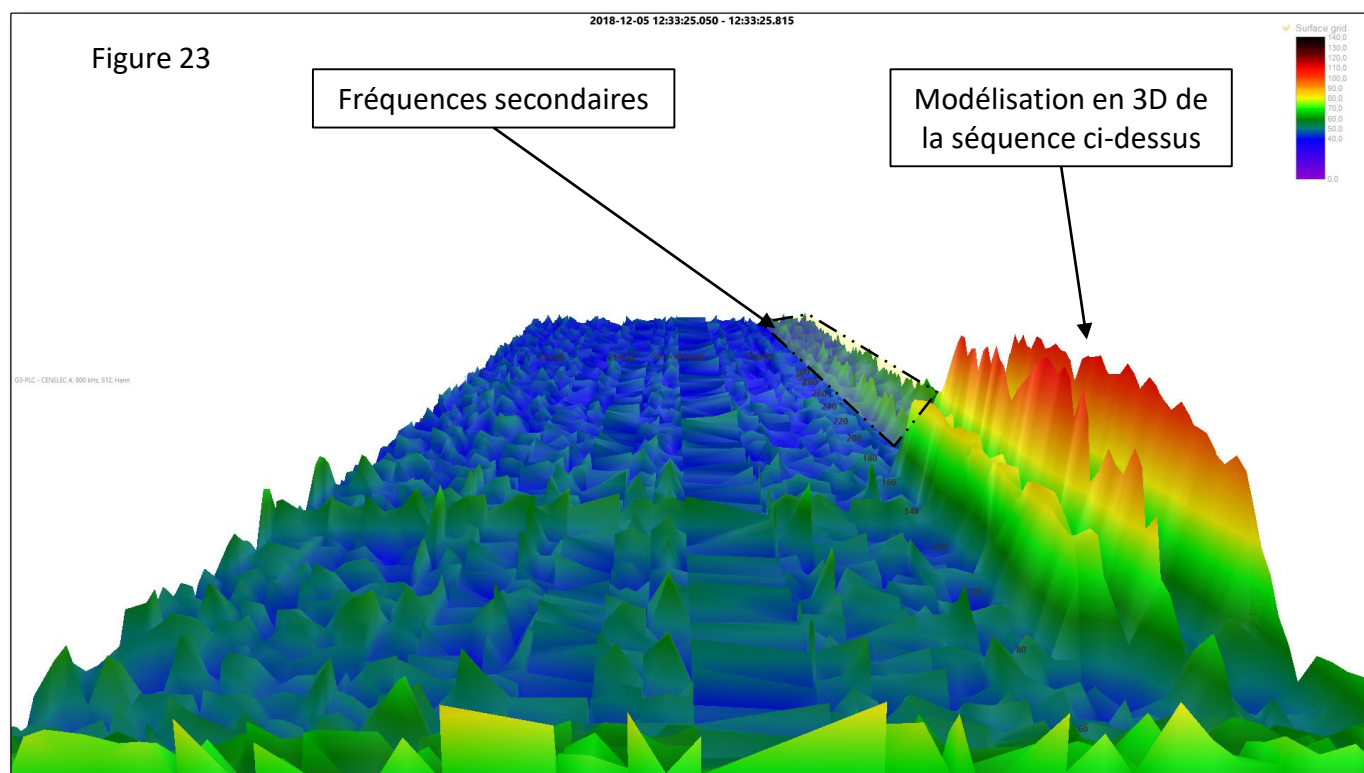 2018-12-05 12:33:25.050 - 12:33:25.815
Figure 23
Fréquences secondaires
Modélisation en 3D de
la séquence ci-dessus
Surface grid
140,0
130,0
120,0
110,0
100,0
90,0
80,0
70,0
60,0
50,0
40,0
0.0
G3-PLC - CENELEC A, 800 kHz, 512, Hann
260
220
200
180
160
140
80
60